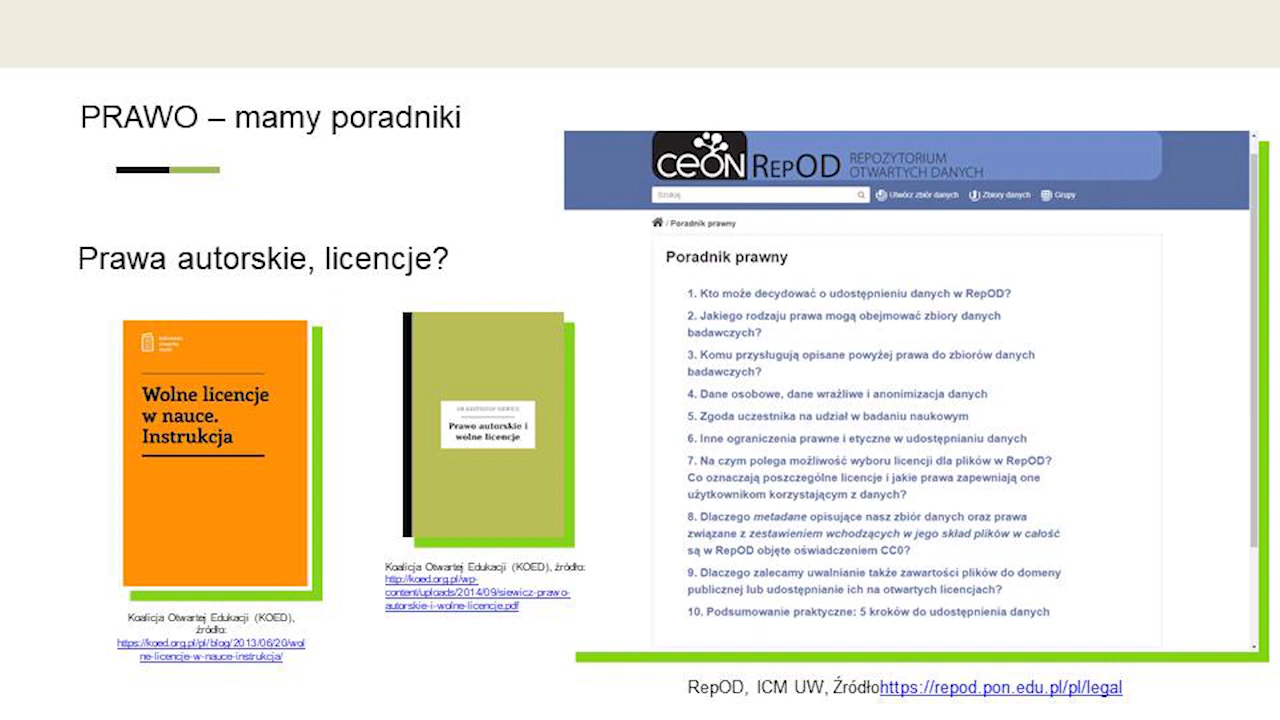 PRAWO – mamy poradniki
Prawa autorskie, licencje?
Wolne licencje
w nauce.
Instrukcja
Koalicja Otwartej Edukacji (KOED),
źródło:
https://koed.org.pl/pl/blog/2013/06/20/wol
ne-licencje-w-nauce-instrukcja/
Prawo autorskie i
wolne licencje
Koalicja Otwartej Edukacji (KOED), źródło:
http://koed.org.pl/wp-
content/uploads/2014/09/siewicz-prawo-
autorskie-i-wolne-licencje.pdf
CEON REPOD REPOZYTORIUM
OTWARTYCH DANYCH
Szukaj
Utwórz zbiór danych Zbiory danych Grupy
/ Poradnik prawny
Poradnik prawny
1. Kto może decydować o udostępnieniu danych w RepOD?
2. Jakiego rodzaju prawa mogą obejmować zbiory danych
badawczych?
3. Komu przysługują opisane powyżej prawa do zbiorów danych
badawczych?
4. Dane osobowe, dane wrażliwe i anonimizacja danych
5. Zgoda uczestnika na udział w badaniu naukowym
6. Inne ograniczenia prawne i etyczne w udostępnianiu danych
7. Na czym polega możliwość wyboru licencji dla plików w RepOD?
Co oznaczają poszczególne licencje i jakie prawa zapewniają one
użytkownikom korzystającym z danych?
8. Dlaczego metadane opisujące nasz zbiór danych oraz prawa
związane z zestawieniem wchodzących w jego skład plików w całość
są w RepOD objęte oświadczeniem CC0?
9. Dlaczego zalecamy uwalnianie także zawartości plików do domeny
publicznej lub udostępnianie ich na otwartych licencjach?
10. Podsumowanie praktyczne: 5 kroków do udostępnienia danych
RepOD, ICM UW, Źródłohttps://repod.pon.edu.pl/pl/legal